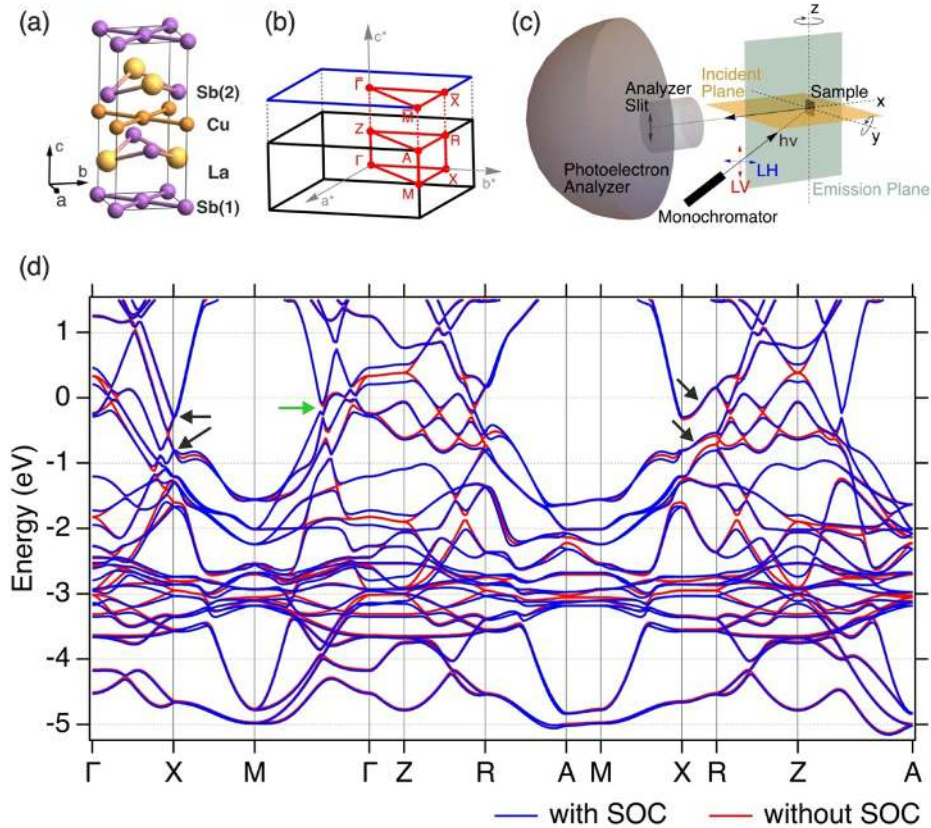 (a)
Sb(2)
Cu
La
Sb(1)
c
b
a
(b)
c*
Γ̄
X̄
M̄
Z
R
A
Γ
X
M
b*
a*
(c)
z
Analyzer
Slit
Incident
Plane
Sample
x
y
hν
LH
LV
Photoelectron
Analyzer
Emission Plane
Monochromator
(d)
Energy (eV)
1
0
-1
-2
-3
-4
-5
Γ X M Γ Z R A M X R Z A
with SOC without SOC